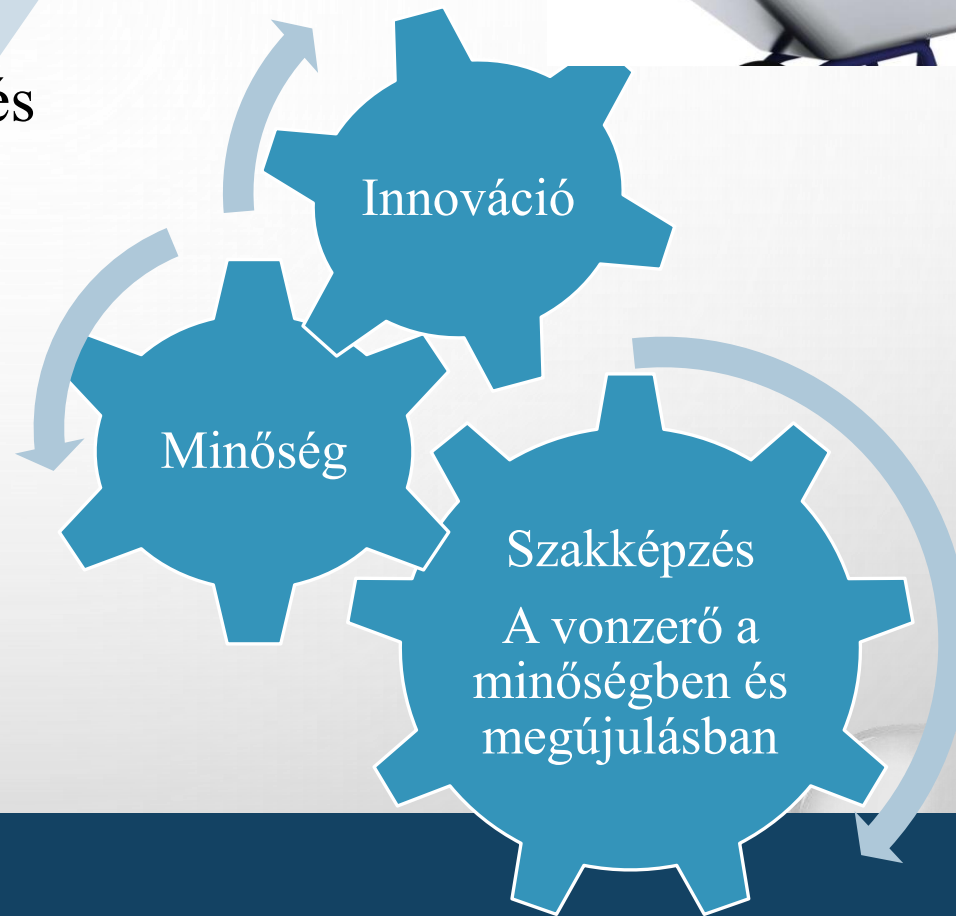 és
Innováció
Minőség
Szakképzés
A vonzerő a
minőségben és
megújulásban